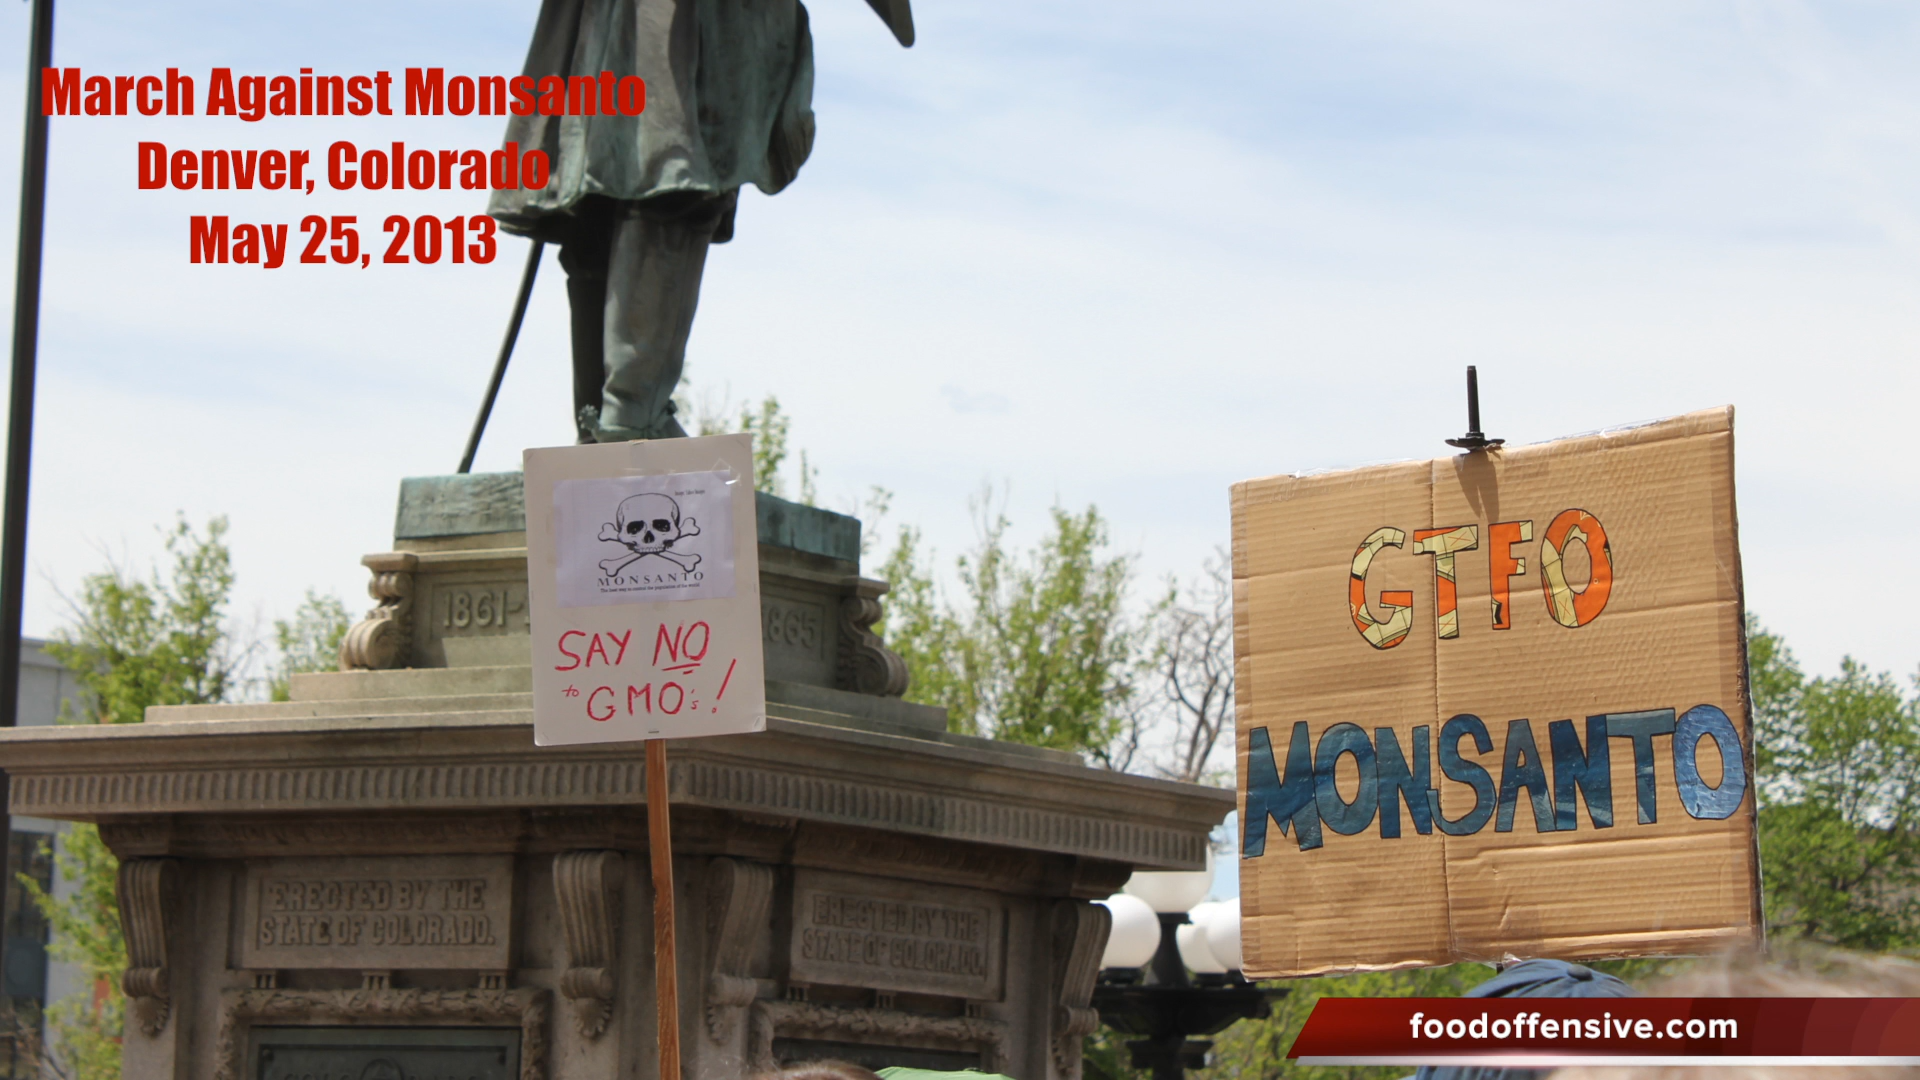 March Against Monsanto
Denver, Colorado
May 25, 2013
MONSANTO
SAY NO
to GMO's!
GTFO
MONSANTO
1861-
1865
ERECTED BY THE
STATE OF COLORADO.
ERECTED BY THE
STATE OF COLORADO.
foodoffensive.com